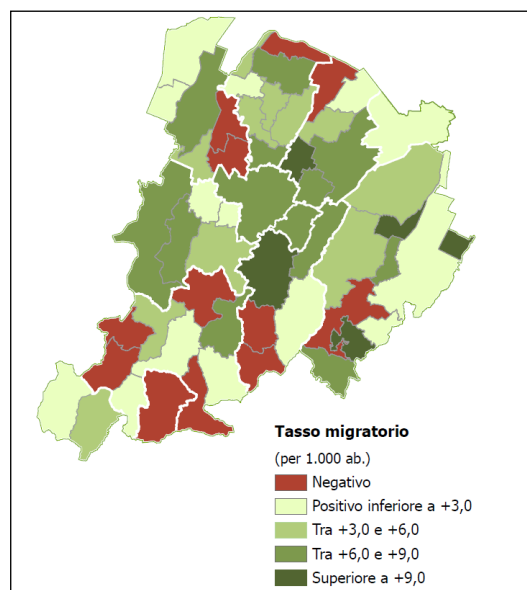 Tasso migratorio
(per 1.000 ab.)
Negativo
Positivo inferiore a +3,0
Tra +3,0 e +6,0
Tra +6,0 e +9,0
Superiore a +9,0